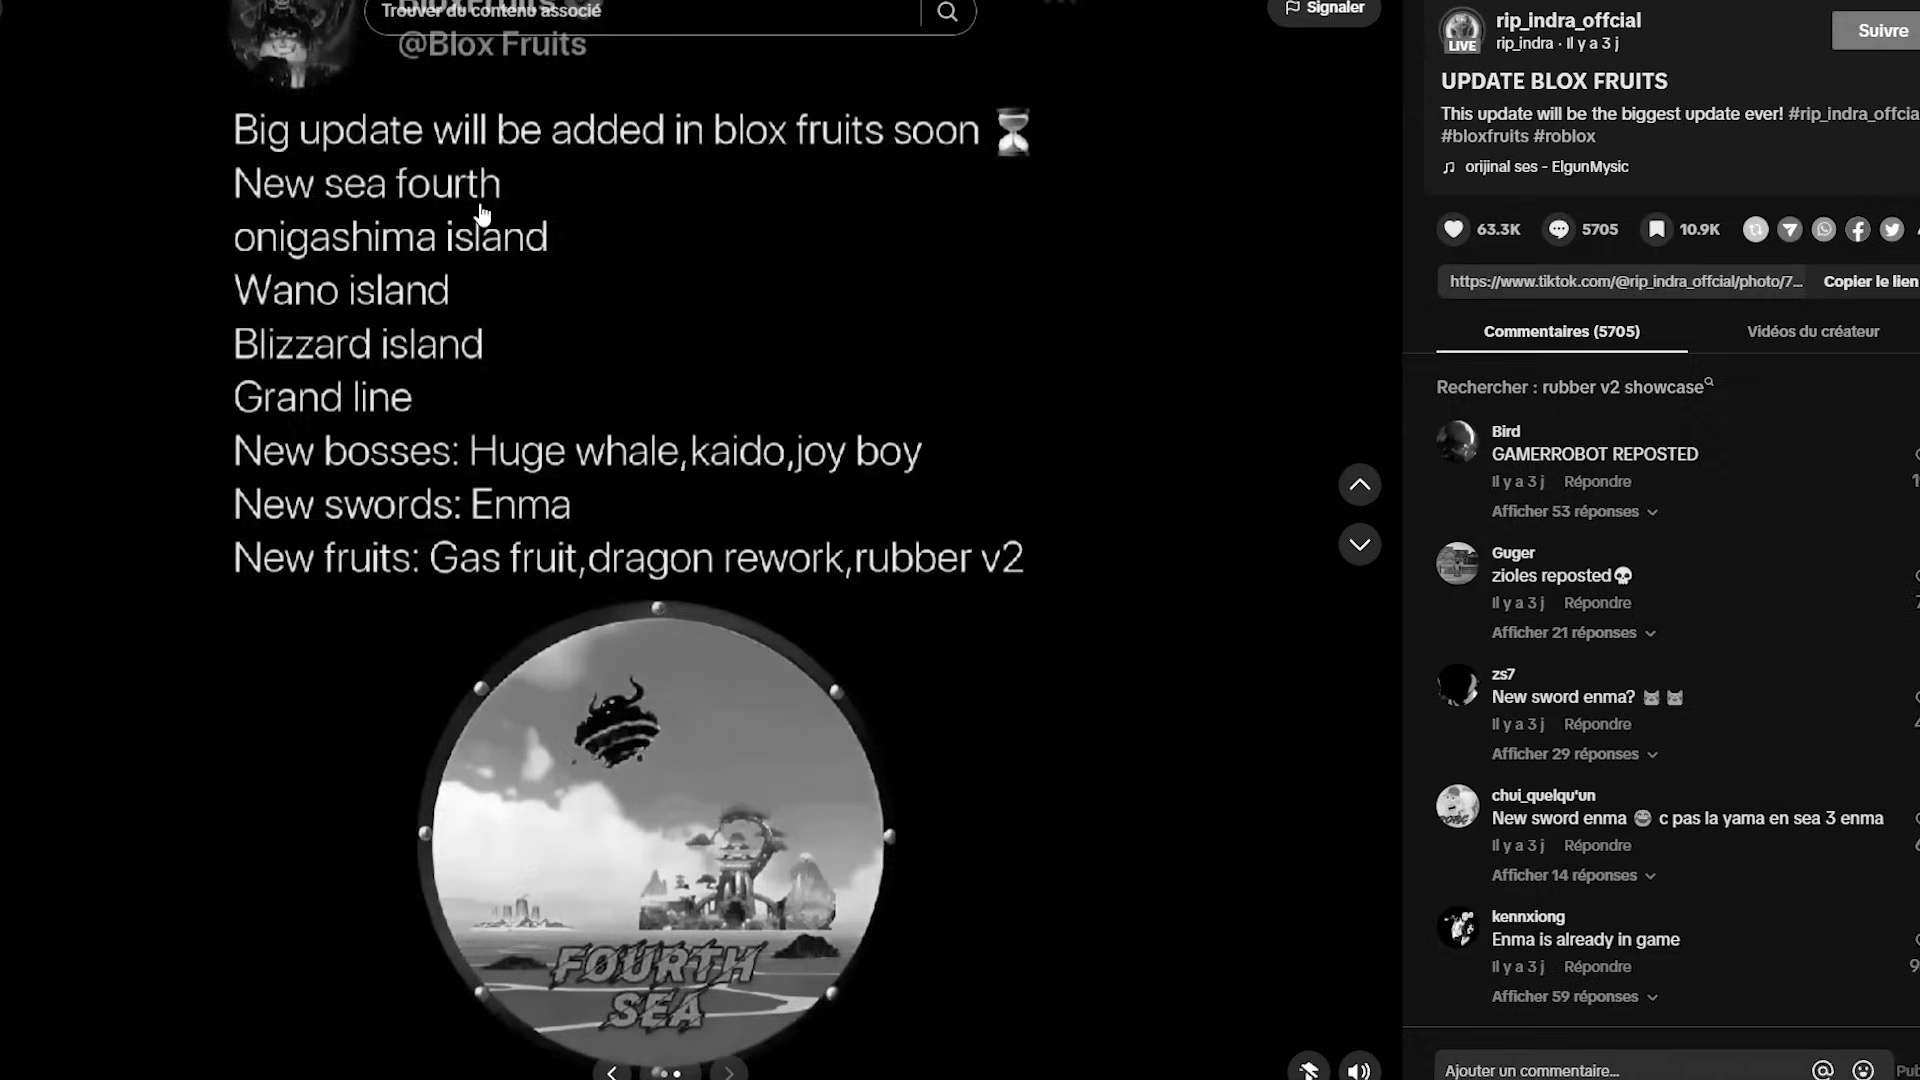 Trouver du contenu associé
@Blox Fruits
Signaler
Big update will be added in blox fruits soon ⏳
New sea fourth
onigashima island
Wano island
Blizzard island
Grand line
New bosses: Huge whale,kaido,joy boy
New swords: Enma
New fruits: Gas fruit,dragon rework,rubber v2
FOURTH
SEA
LIVE
rip_indra_offcial
rip_indra · Il y a 3 j
Suivre
UPDATE BLOX FRUITS
This update will be the biggest update ever! #rip_indra_offcia
#bloxfruits #roblox
♫ orijinal ses - ElgunMysic
63.3K
5705
10.9K
https://www.tiktok.com/@rip_indra_offcial/photo/7...
Copier le lien
Commentaires (5705)
Vidéos du créateur
Rechercher : rubber v2 showcase
Bird
GAMERROBOT REPOSTED
Il y a 3 j Répondre
Afficher 53 réponses
Guger
zioles reposted💀
Il y a 3 j Répondre
Afficher 21 réponses
zs7
New sword enma?
Il y a 3 j Répondre
Afficher 29 réponses
chui_quelqu'un
New sword enma 😂 c pas la yama en sea 3 enma
Il y a 3 j Répondre
Afficher 14 réponses
kennxiong
Enma is already in game
Il y a 3 j Répondre
Afficher 59 réponses
Ajouter un commentaire...
@
Pub